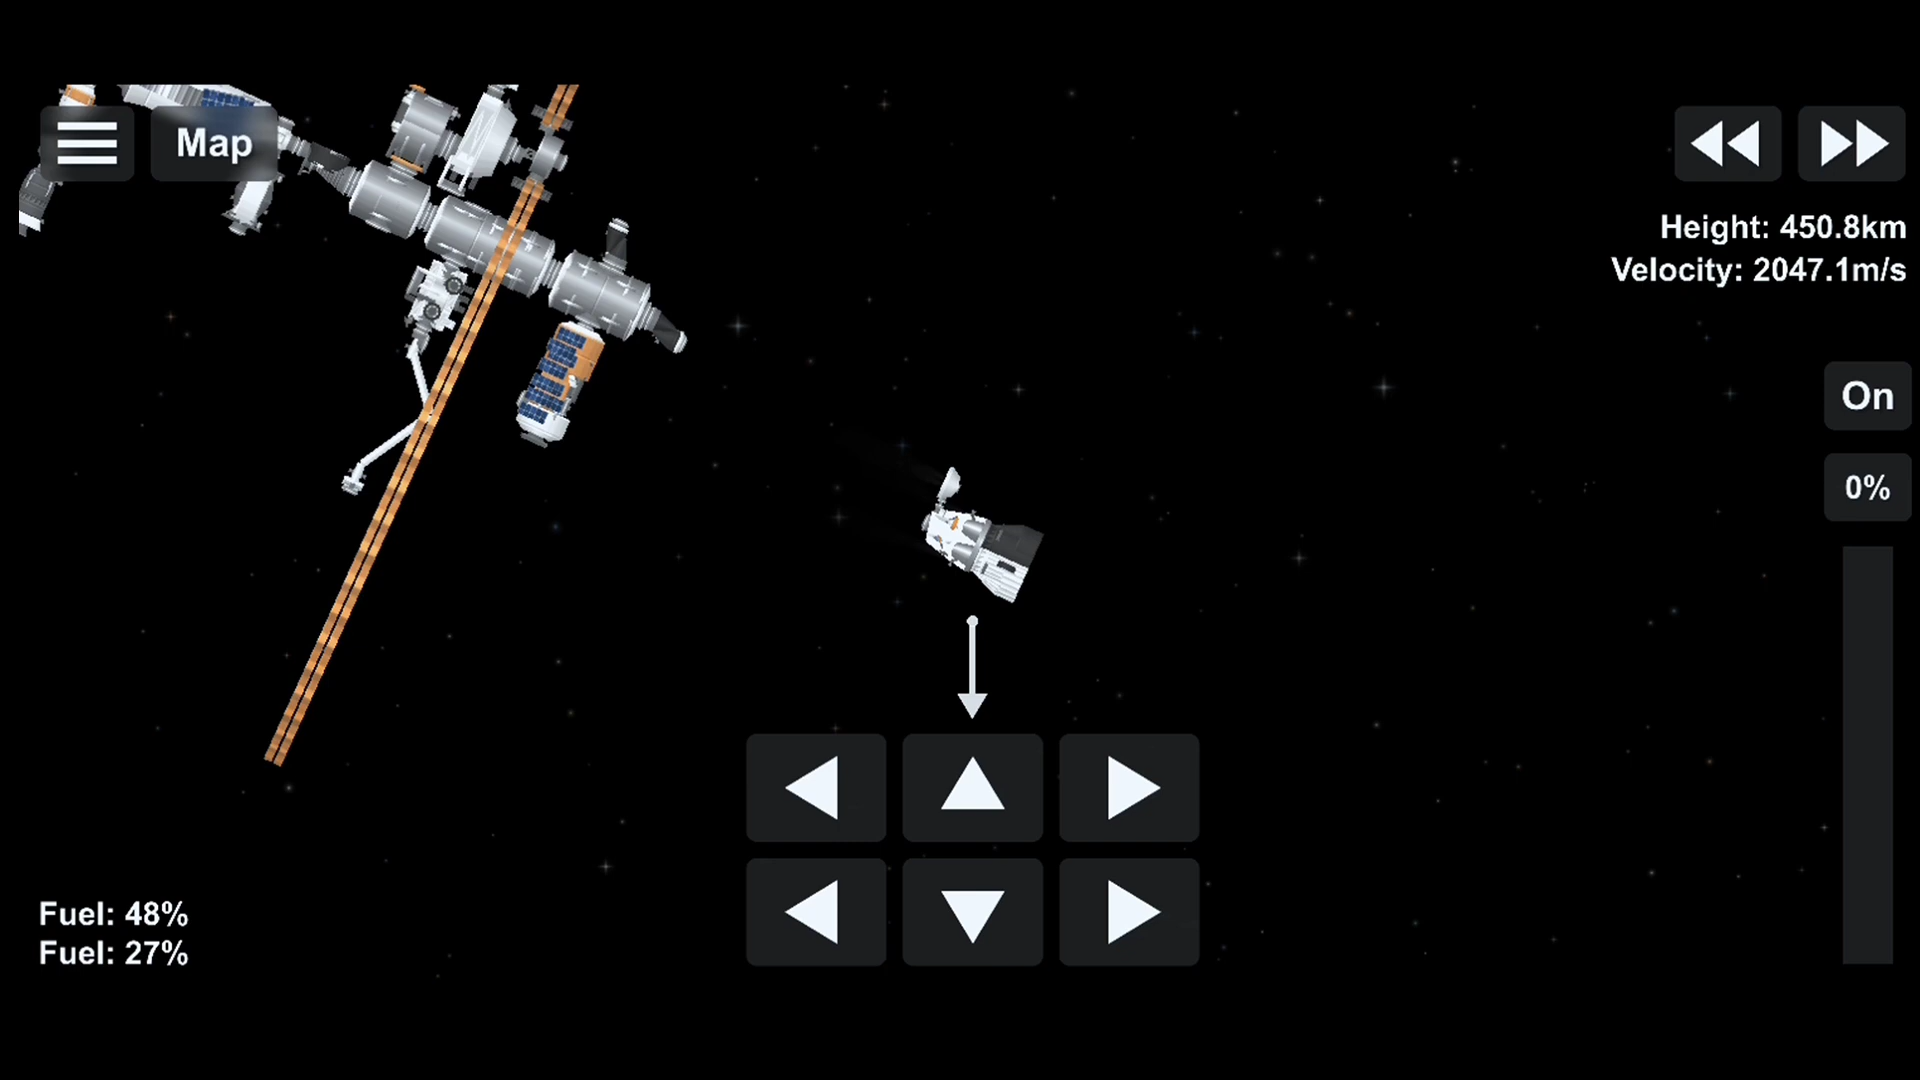 Map
Height: 450.8km
Velocity: 2047.1m/s
On
0%
Fuel: 48%
Fuel: 27%